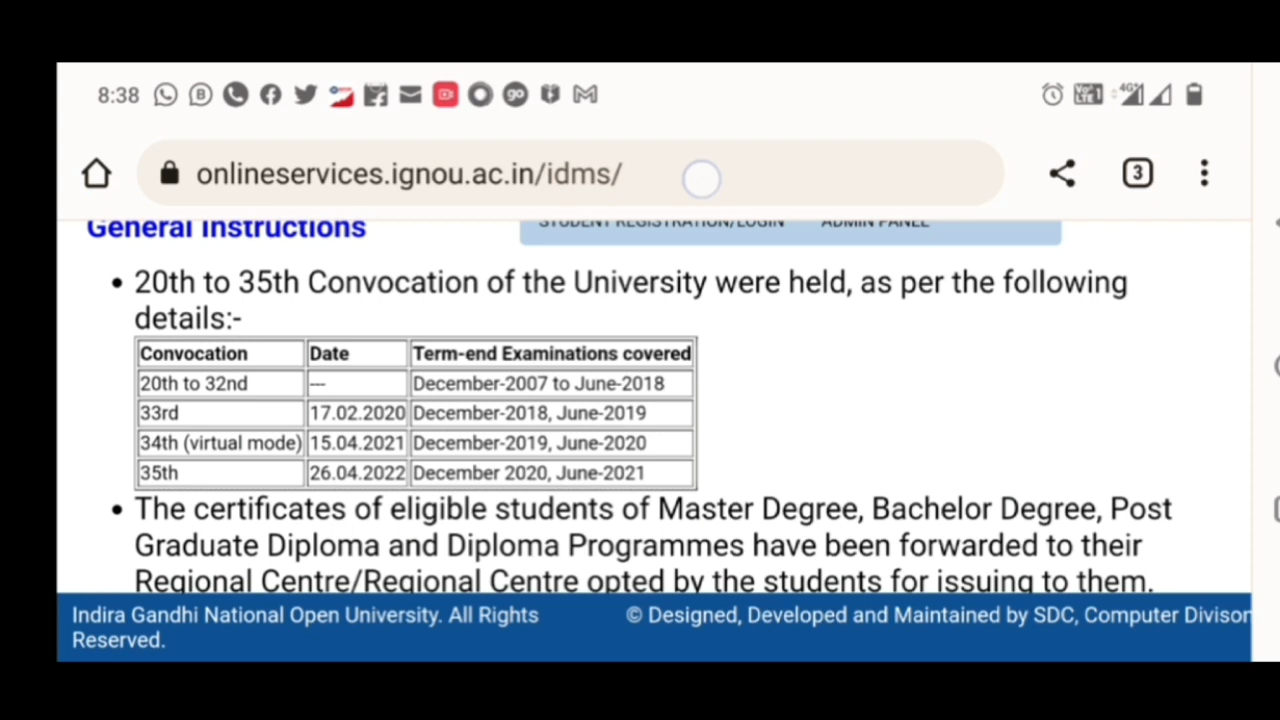 8:38
onlineservices.ignou.ac.in/idms/
3
General Instructions
STUDENT REGISTRATION/LOGIN ADMIN PANEL
• 20th to 35th Convocation of the University were held, as per the following
details:-
Convocation Date Term-end Examinations covered
20th to 32nd --- December-2007 to June-2018
33rd 17.02.2020 December-2018, June-2019
34th (virtual mode) 15.04.2021 December-2019, June-2020
35th 26.04.2022 December 2020, June-2021
• The certificates of eligible students of Master Degree, Bachelor Degree, Post
Graduate Diploma and Diploma Programmes have been forwarded to their
Regional Centre/Regional Centre opted by the students for issuing to them.
Indira Gandhi National Open University. All Rights
Reserved.
© Designed, Developed and Maintained by SDC, Computer Divison